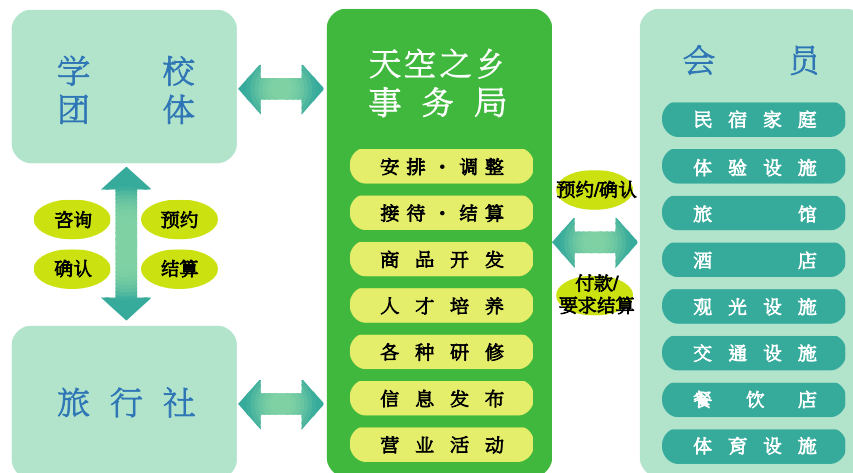 学校
团体
咨询
预约
确认
结算
旅行社
天空之乡
事务局
安排・调整
接待・结算
商品开发
人才培养
各种研修
信息发布
营业活动
预约/确认
付款/
要求结算
会员
民宿家庭
体验设施
旅馆
酒店
观光设施
交通设施
餐饮店
体育设施